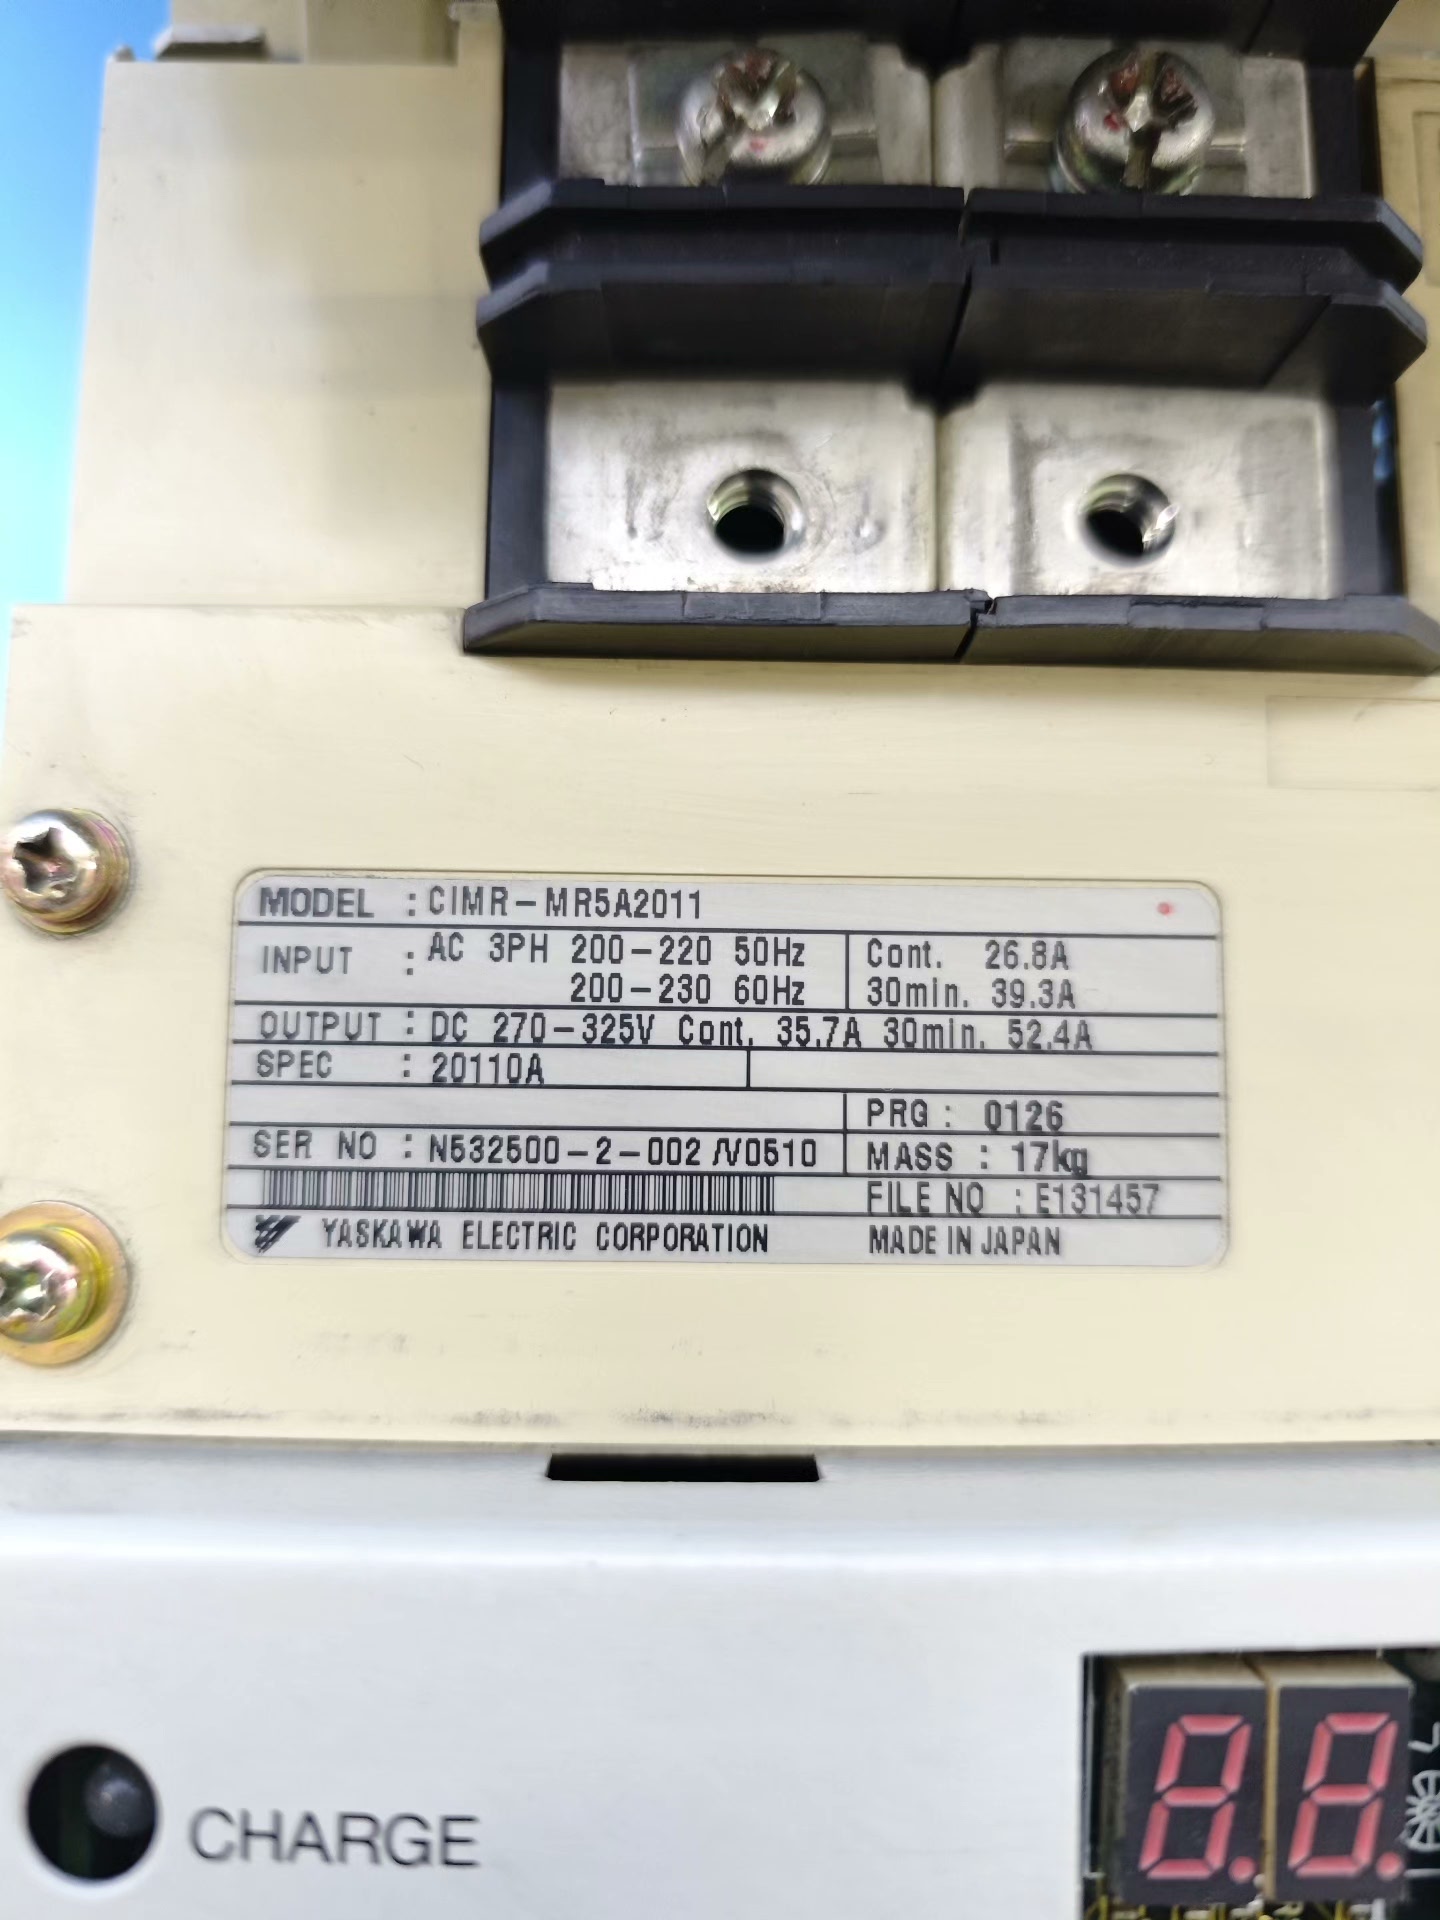 MODEL : CIMR-MR5A2011
INPUT : AC 3PH 200-220 50Hz Cont. 26.8A
200-230 60Hz 30min. 39.3A
OUTPUT : DC 270-325V Cont. 35.7A 30min. 52.4A
SPEC : 20110A
PRG : 0126
SER NO : N532500-2-002 /V0510 MASS : 17kg
FILE NO : E131457
YASKAWA ELECTRIC CORPORATION MADE IN JAPAN
CHARGE
8.8.